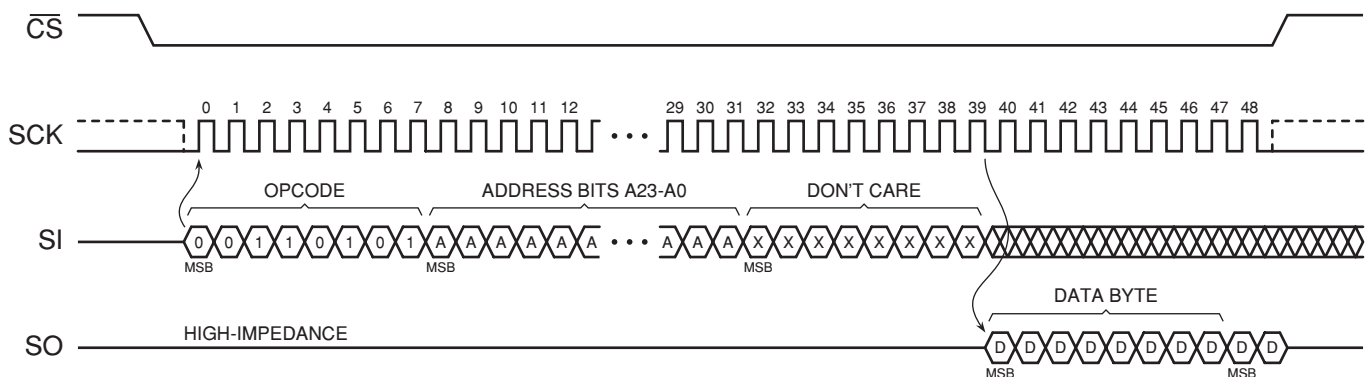 CS
0 1 2 3 4 5 6 7 8 9 10 11 12 29 30 31 32 33 34 35 36 37 38 39 40 41 42 43 44 45 46 47 48
SCK
OPCODE ADDRESS BITS A23-A0 DON'T CARE
SI 0 0 1 1 0 1 0 1 A A A A A A A A A X X X X X X X X
MSB MSB MSB
DATA BYTE
HIGH-IMPEDANCE
SO D D D D D D D D D D
MSB MSB